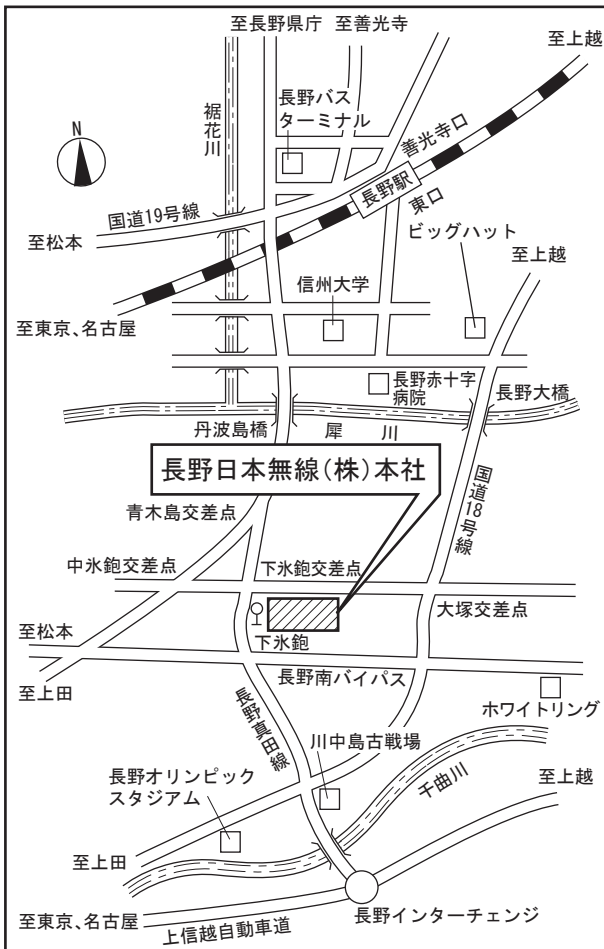 至長野県庁 至善光寺
至上越
長野バス
ターミナル
裾花川
N
善光寺口
長野駅
東口
国道19号線
至松本
ビッグハット
至上越
信州大学
至東京、名古屋
長野赤十字
病院
長野大橋
丹波島橋
犀川
長野日本無線(株)本社
国道18号線
青木島交差点
中氷鉋交差点
下氷鉋交差点
大塚交差点
至松本
下氷鉋
至上田
長野南バイパス
ホワイトリング
長野真田線
川中島古戦場
長野オリンピック
スタジアム
千曲川
至上越
至上田
至東京、名古屋
上信越自動車道
長野インターチェンジ